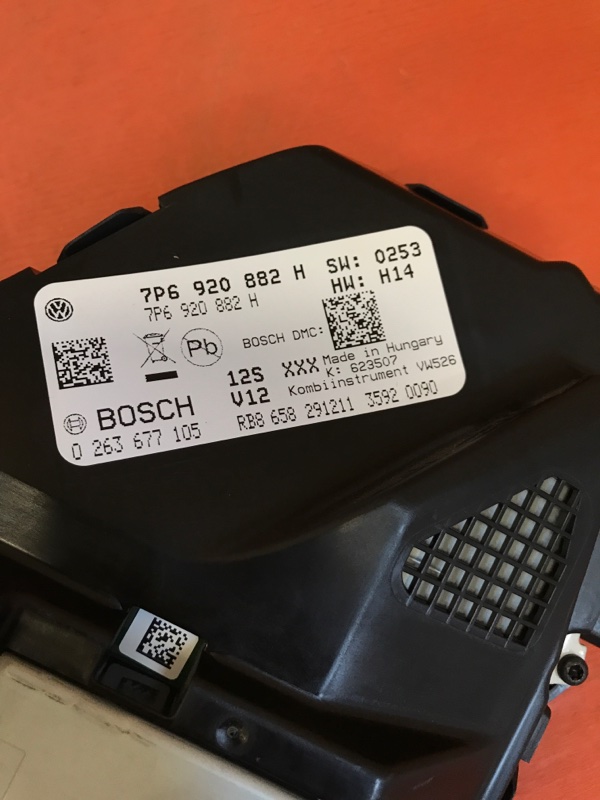 7P6 920 882 H SW: 0253
7P6 920 882 H HW: H14
Pb BOSCH DMC:
12S XXX Made in Hungary
V12 K: 623507
Kombiinstrument VW526
BOSCH
0 263 677 105 RB8 658 291211 3592 0090